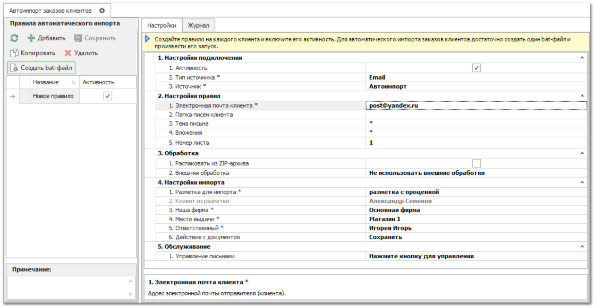 Автоимпорт заказов клиентов
Правила автоматического импорта
Добавить
Сохранить
Копировать
Удалить
Создать bat-файл
Название
Активность
Новое правило
Примечание:
Настройки
Журнал
Создайте правило на каждого клиента и включите его активность. Для автоматического импорта заказов клиентов достаточно создать один bat-файл и
произвести его запуск.
1. Настройки подключения
1. Активность
2. Тип источника * Email
3. Источник * Автоимпорт
2. Настройки правил
1. Электронная почта клиента * post@yandex.ru
2. Папка писем клиента
3. Тема письма *
4. Вложения *
5. Номер листа 1
3. Обработка
1. Распаковать из ZIP-архива
2. Внешняя обработка Не использовать внешние обработки
4. Настройки импорта
1. Разметка для импорта * разметка с проценкой
2. Клиент из разметки Александр Семенов
3. Наша фирма * Основная фирма
4. Место выдачи * Магазин 1
5. Ответственный * Игорев Игорь
6. Действие с документом Сохранить
5. Обслуживание
1. Управление письмами Нажмите кнопку для управления
1. Электронная почта клиента *
Адрес электронной почты отправителя (клиента).